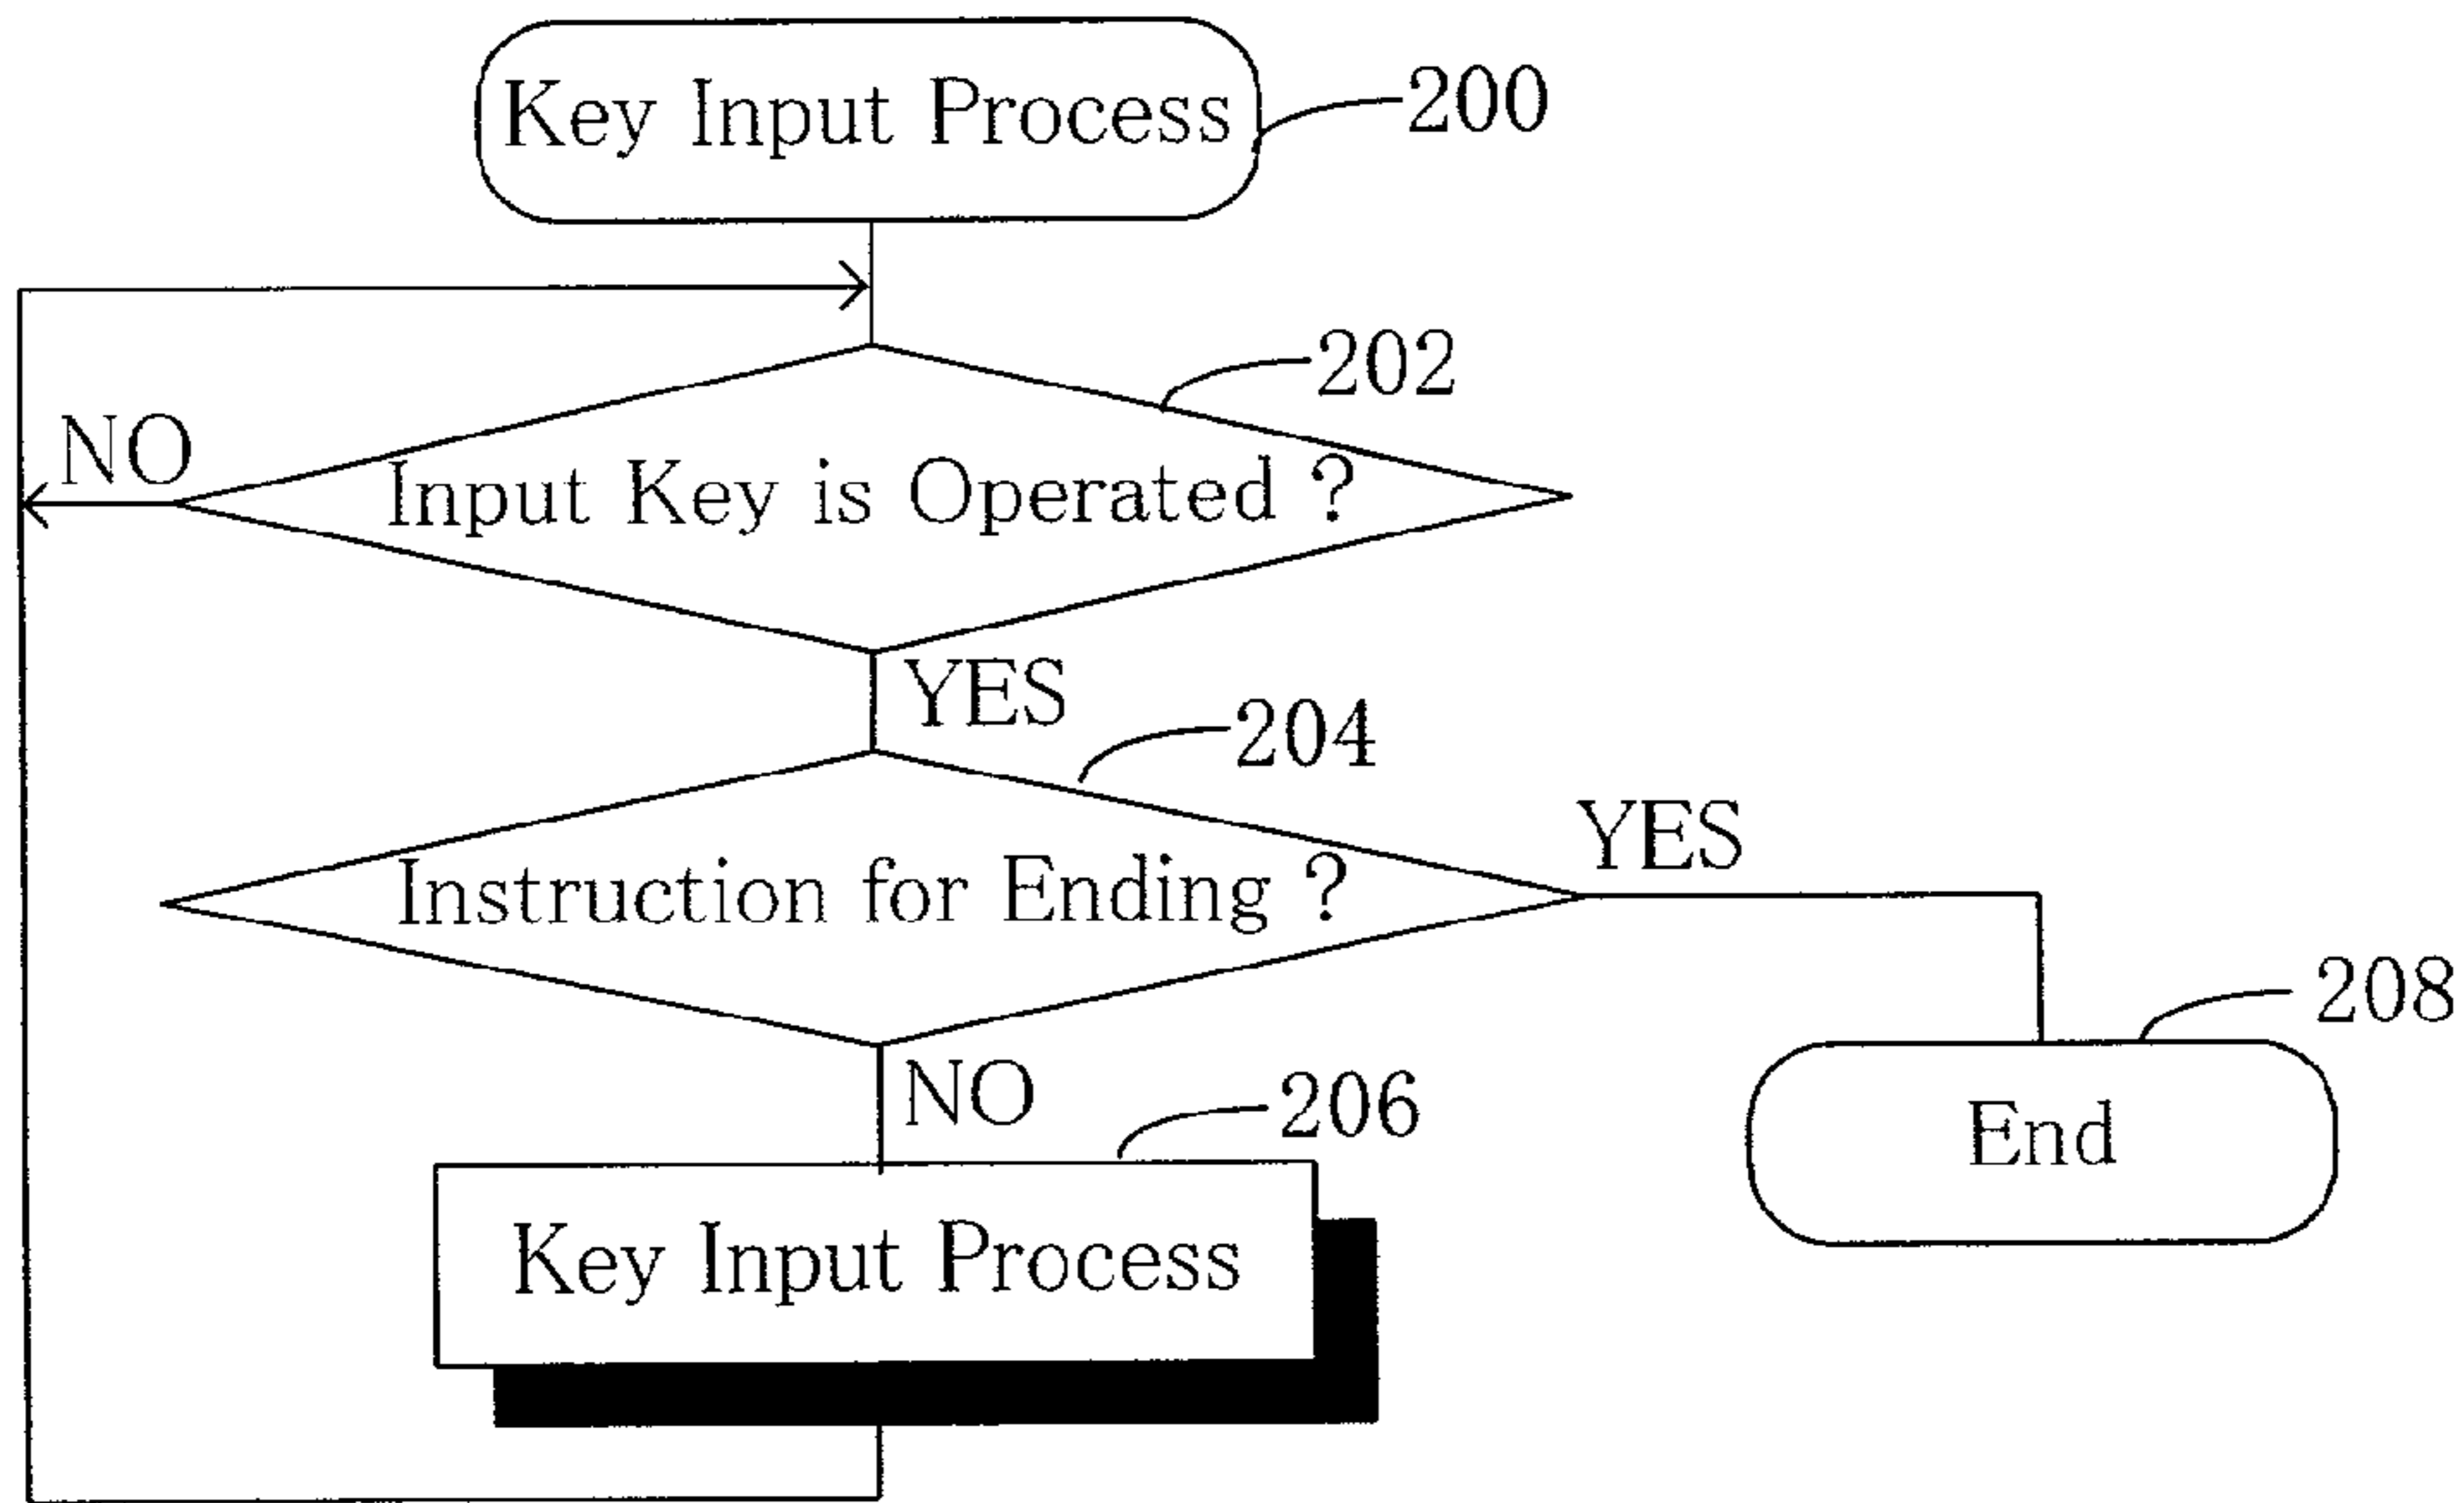 Key Input Process
200
202
NO
Input Key is Operated ?
YES
204
YES
Instruction for Ending ?
208
NO
206
End
Key Input Process